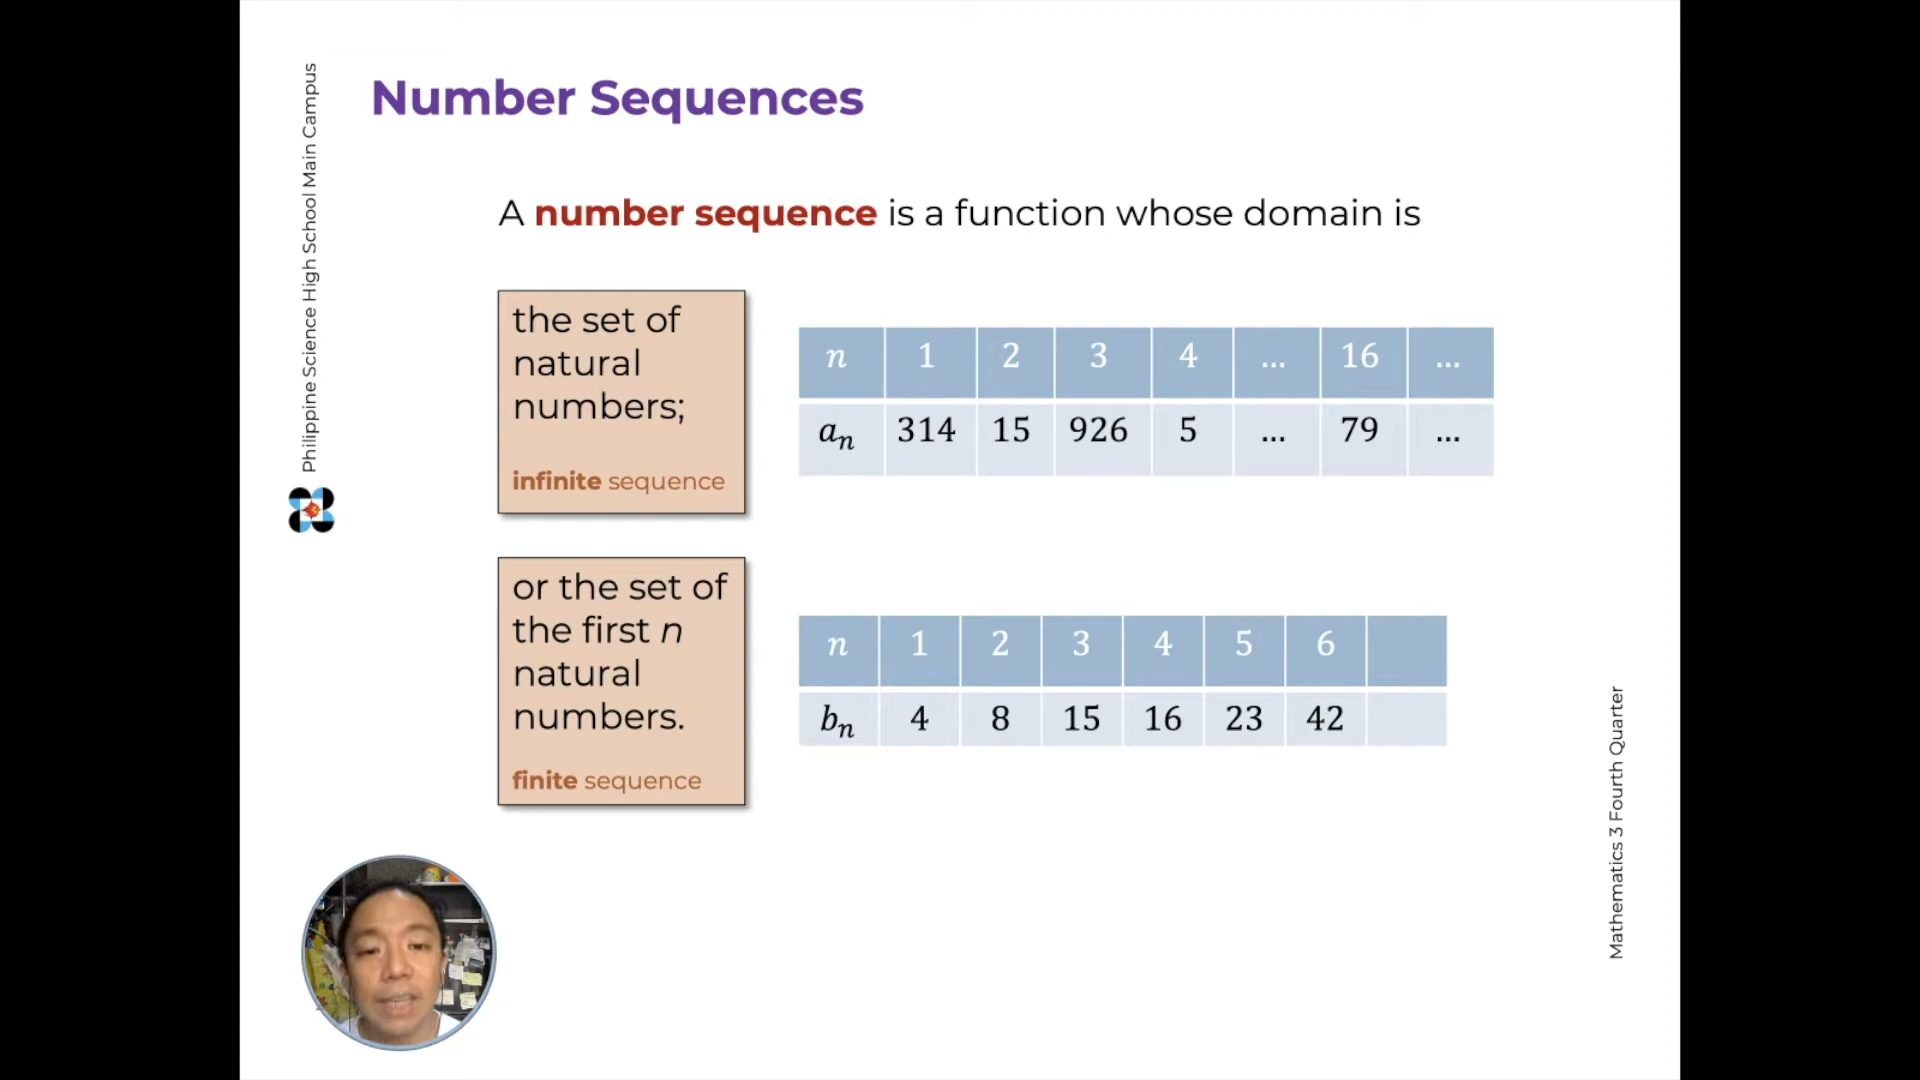 Philippine Science High School Main Campus
Number Sequences
A number sequence is a function whose domain is
the set of
natural
numbers;
infinite sequence
n 1 2 3 4 ... 16 ...
aₙ 314 15 926 5 ... 79 ...
or the set of
the first n
natural
numbers.
finite sequence
n 1 2 3 4 5 6
bₙ 4 8 15 16 23 42
Mathematics 3 Fourth Quarter